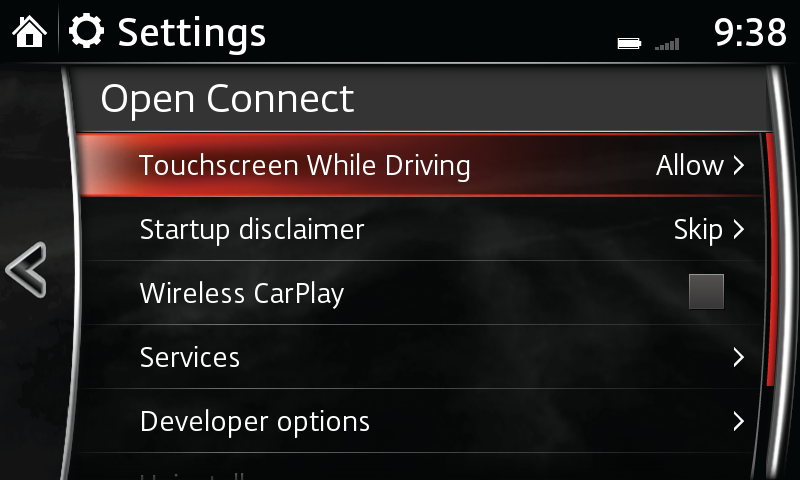 Settings
9:38
Open Connect
Touchscreen While Driving Allow
Startup disclaimer Skip
Wireless CarPlay
Services
Developer options